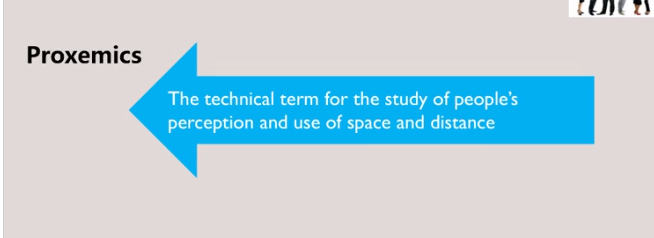 Proxemics
The technical term for the study of people's
perception and use of space and distance